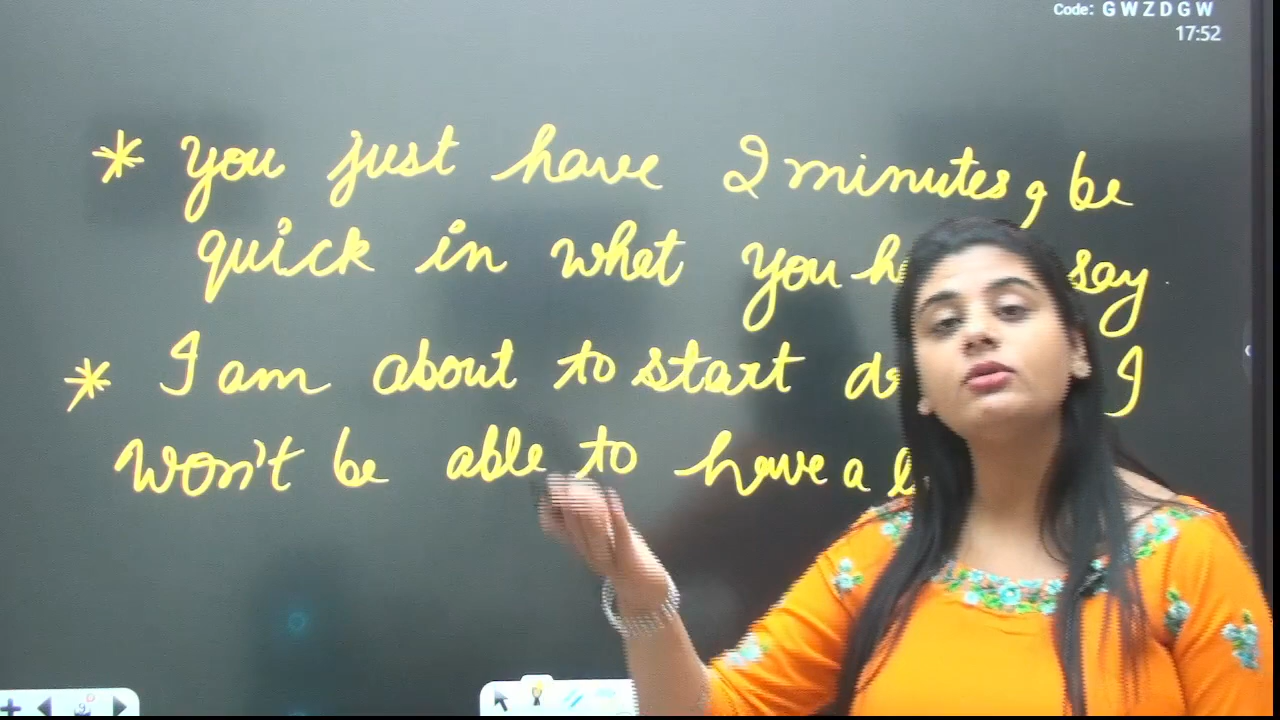 Code: G W Z D G W
17:52
* You just have 2 minutes, be
quick in what you say
* I am about to start I
won't be able to have a